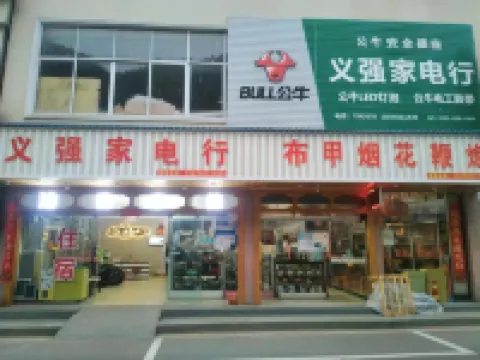 公牛安全插座
义强家电行
BULL公牛
公牛LED灯泡 公牛电工胶带
义强家电行 布甲烟花鞭炮
住宿